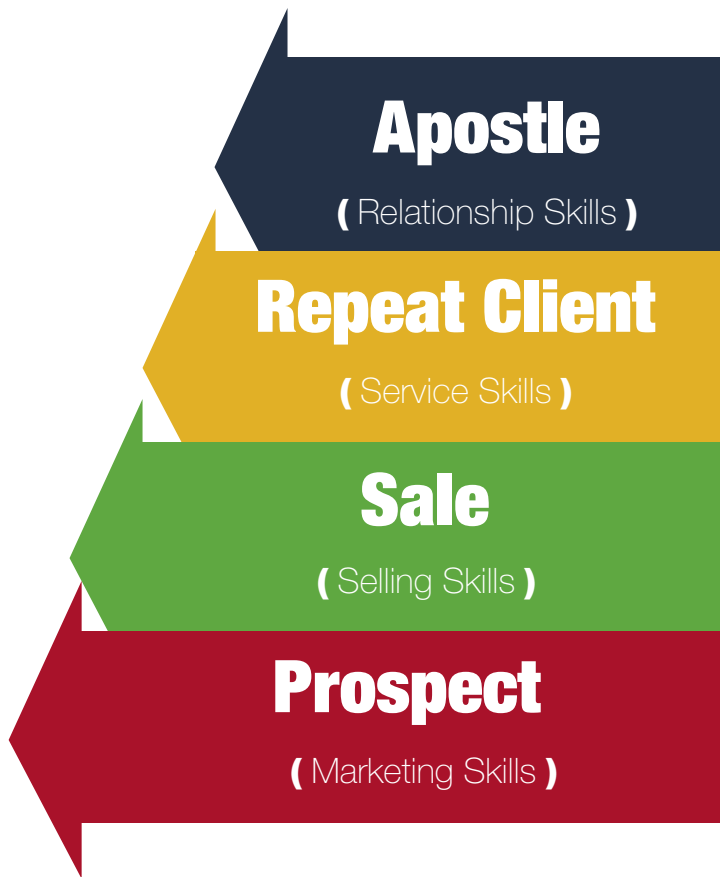 Apostle
( Relationship Skills )
Repeat Client
( Service Skills )
Sale
( Selling Skills )
Prospect
( Marketing Skills )